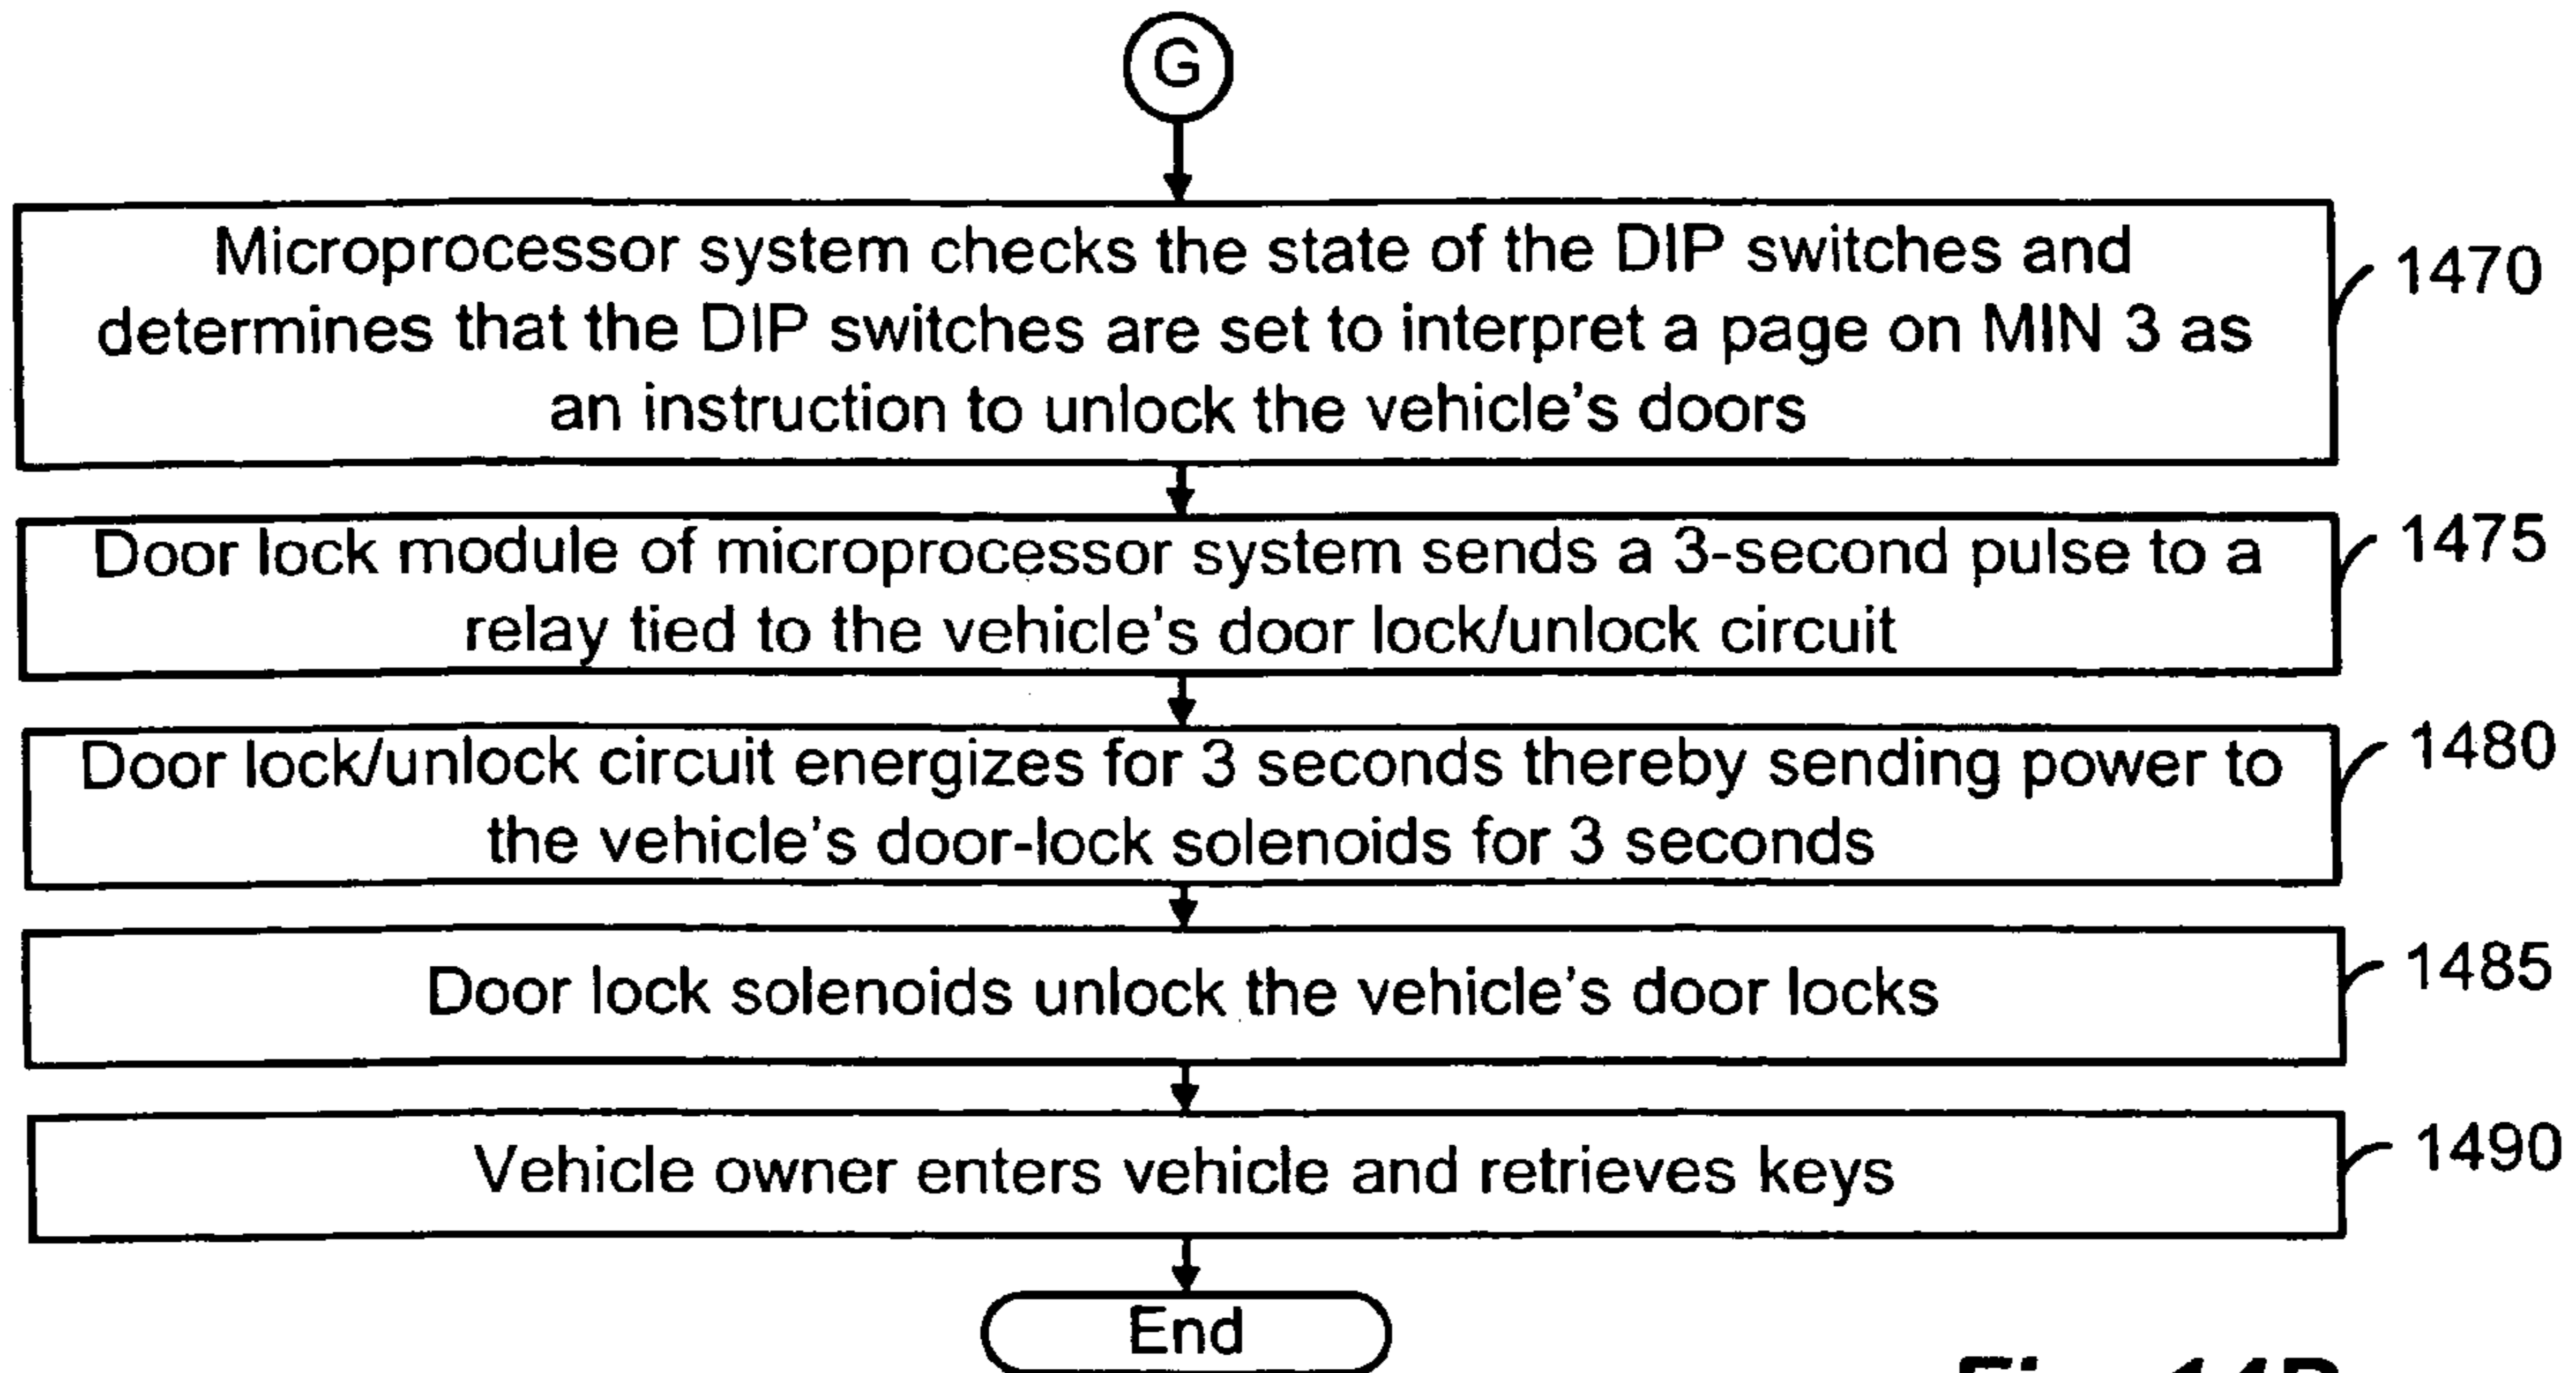 G
Microprocessor system checks the state of the DIP switches and
determines that the DIP switches are set to interpret a page on MIN 3 as
an instruction to unlock the vehicle's doors
1470
Door lock module of microprocessor system sends a 3-second pulse to a
relay tied to the vehicle's door lock/unlock circuit
1475
Door lock/unlock circuit energizes for 3 seconds thereby sending power to
the vehicle's door-lock solenoids for 3 seconds
1480
Door lock solenoids unlock the vehicle's door locks
1485
Vehicle owner enters vehicle and retrieves keys
1490
End